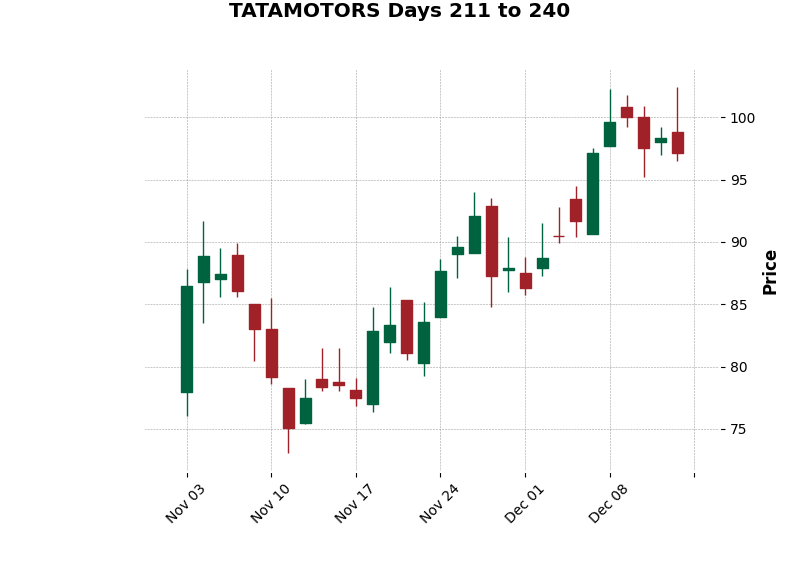 TATAMOTORS Days 211 to 240
100
95
90
85
80
75
Price
Nov 03
Nov 10
Nov 17
Nov 24
Dec 01
Dec 08